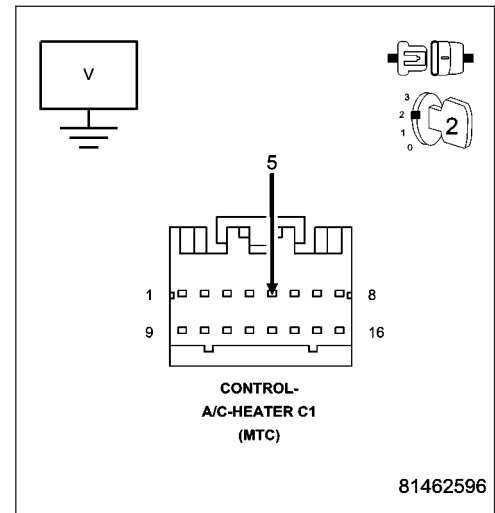 V
3
2
1
0
2
5
1 8
9 16
CONTROL-
A/C-HEATER C1
(MTC)
81462596